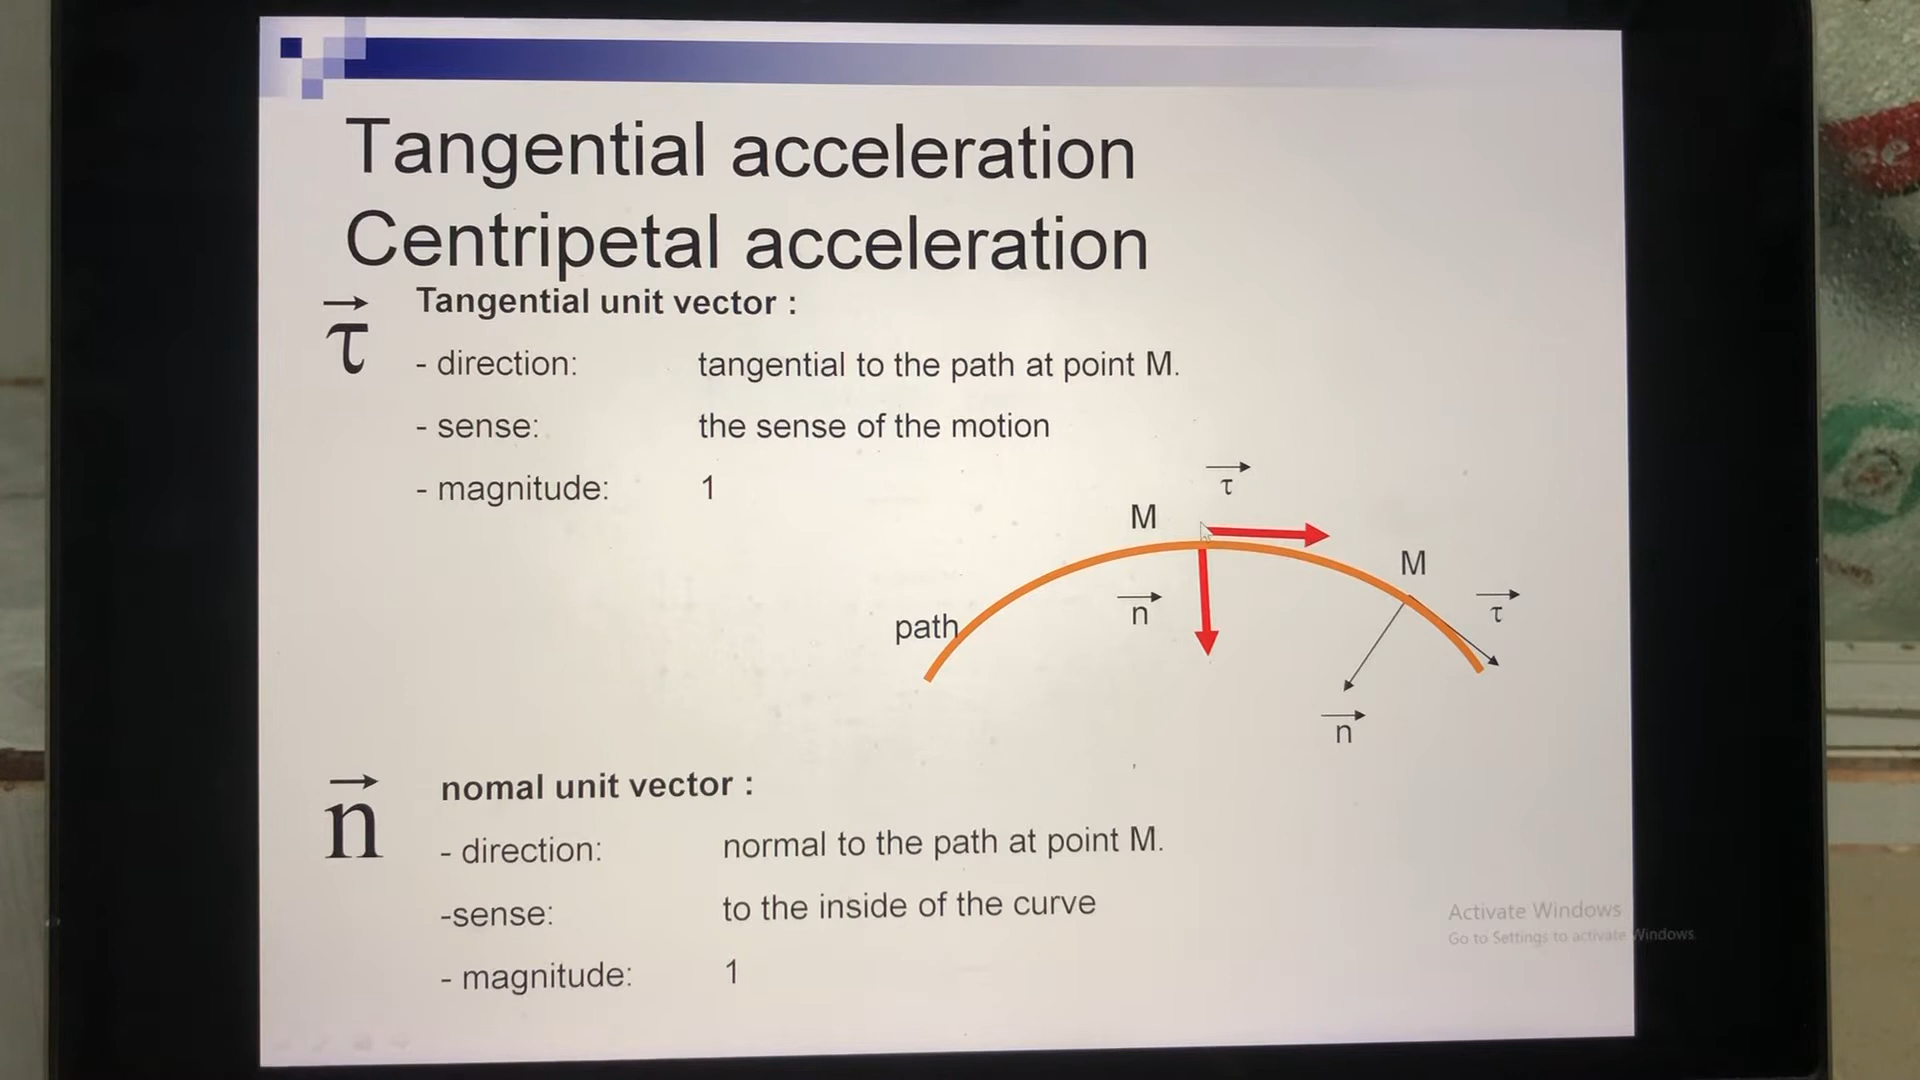 Tangential acceleration
Centripetal acceleration
τ Tangential unit vector :
- direction: tangential to the path at point M.
- sense: the sense of the motion
- magnitude: 1
τ
M
M
n
τ
path
n
n nomal unit vector :
- direction: normal to the path at point M.
-sense: to the inside of the curve
- magnitude: 1
Activate Windows
Go to Settings to activate Windows.